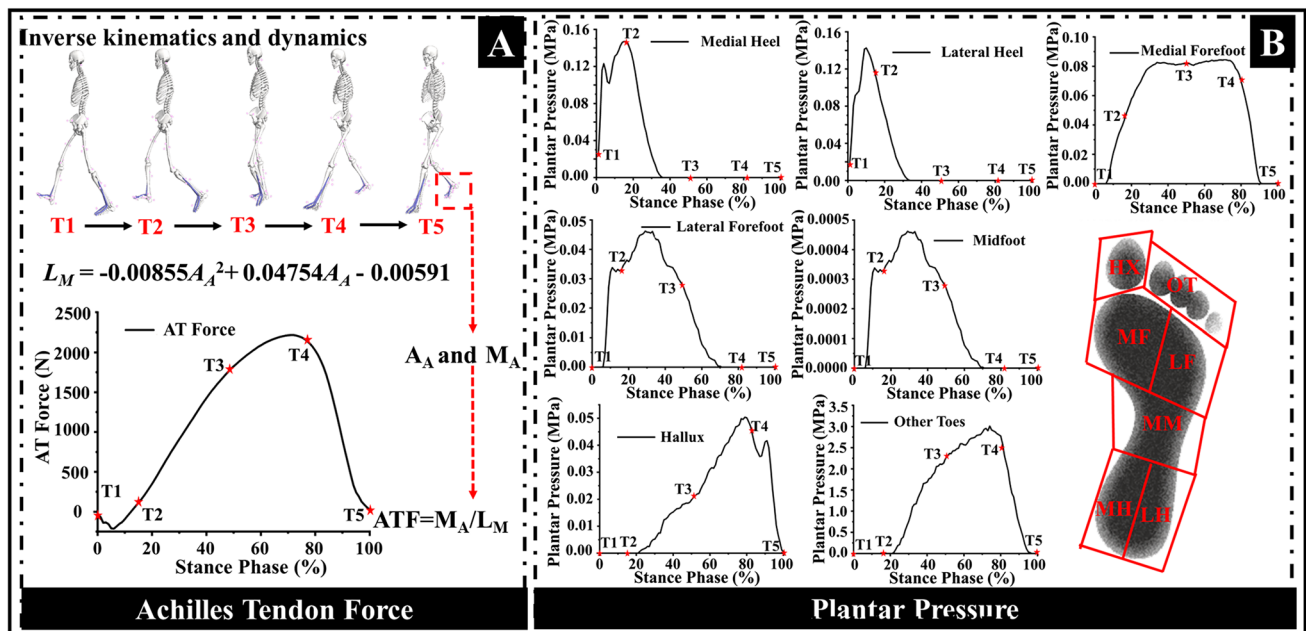 Inverse kinematics and dynamics
A
T1
T2
T3
T4
T5
L_M = -0.00855A_A² + 0.04754A_A - 0.00591
AT Force (N)
2500
2000
1500
1000
500
0
AT Force
T1
T2
T3
T4
T5
0 20 40 60 80 100
Stance Phase (%)
A_A and M_A
ATF=M_A/L_M
Achilles Tendon Force
B
Plantar Pressure (MPa)
0.16
0.12
0.08
0.04
0.00
Medial Heel
T1
T2
T3
T4
T5
0 20 40 60 80 100
Stance Phase (%)
Plantar Pressure (MPa)
0.16
0.12
0.08
0.04
0.00
Lateral Heel
T1
T2
T3
T4
T5
0 20 40 60 80 100
Stance Phase (%)
Plantar Pressure (MPa)
0.10
0.08
0.06
0.04
0.02
0.00
Medial Forefoot
T1
T2
T3
T4
T5
0 20 40 60 80 100
Stance Phase (%)
Plantar Pressure (MPa)
0.05
0.04
0.03
0.02
0.01
0.00
Lateral Forefoot
T1
T2
T3
T4
T5
0 20 40 60 80 100
Stance Phase (%)
Plantar Pressure (MPa)
0.0005
0.0004
0.0003
0.0002
0.0001
0.0000
Midfoot
T1
T2
T3
T4
T5
0 20 40 60 80 100
Stance Phase (%)
Plantar Pressure (MPa)
0.05
0.04
0.03
0.02
0.01
0.00
Hallux
T1
T2
T3
T4
T5
0 20 40 60 80 100
Stance Phase (%)
Plantar Pressure (MPa)
3.0
2.5
2.0
1.5
1.0
0.5
0.0
Other Toes
T1
T2
T3
T4
T5
0 20 40 60 80 100
Stance Phase (%)
HX
OT
MF
LF
MM
MH
LH
Plantar Pressure